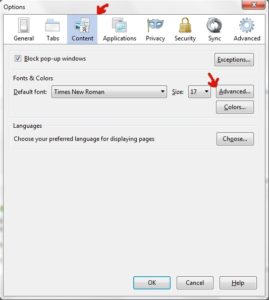 Options
General Tabs Content Applications Privacy Security Sync Advanced
Block pop-up windows Exceptions...
Fonts & Colors
Default font: Times New Roman Size: 17 Advanced...
Colors...
Languages
Choose your preferred language for displaying pages Choose...
OK Cancel Help